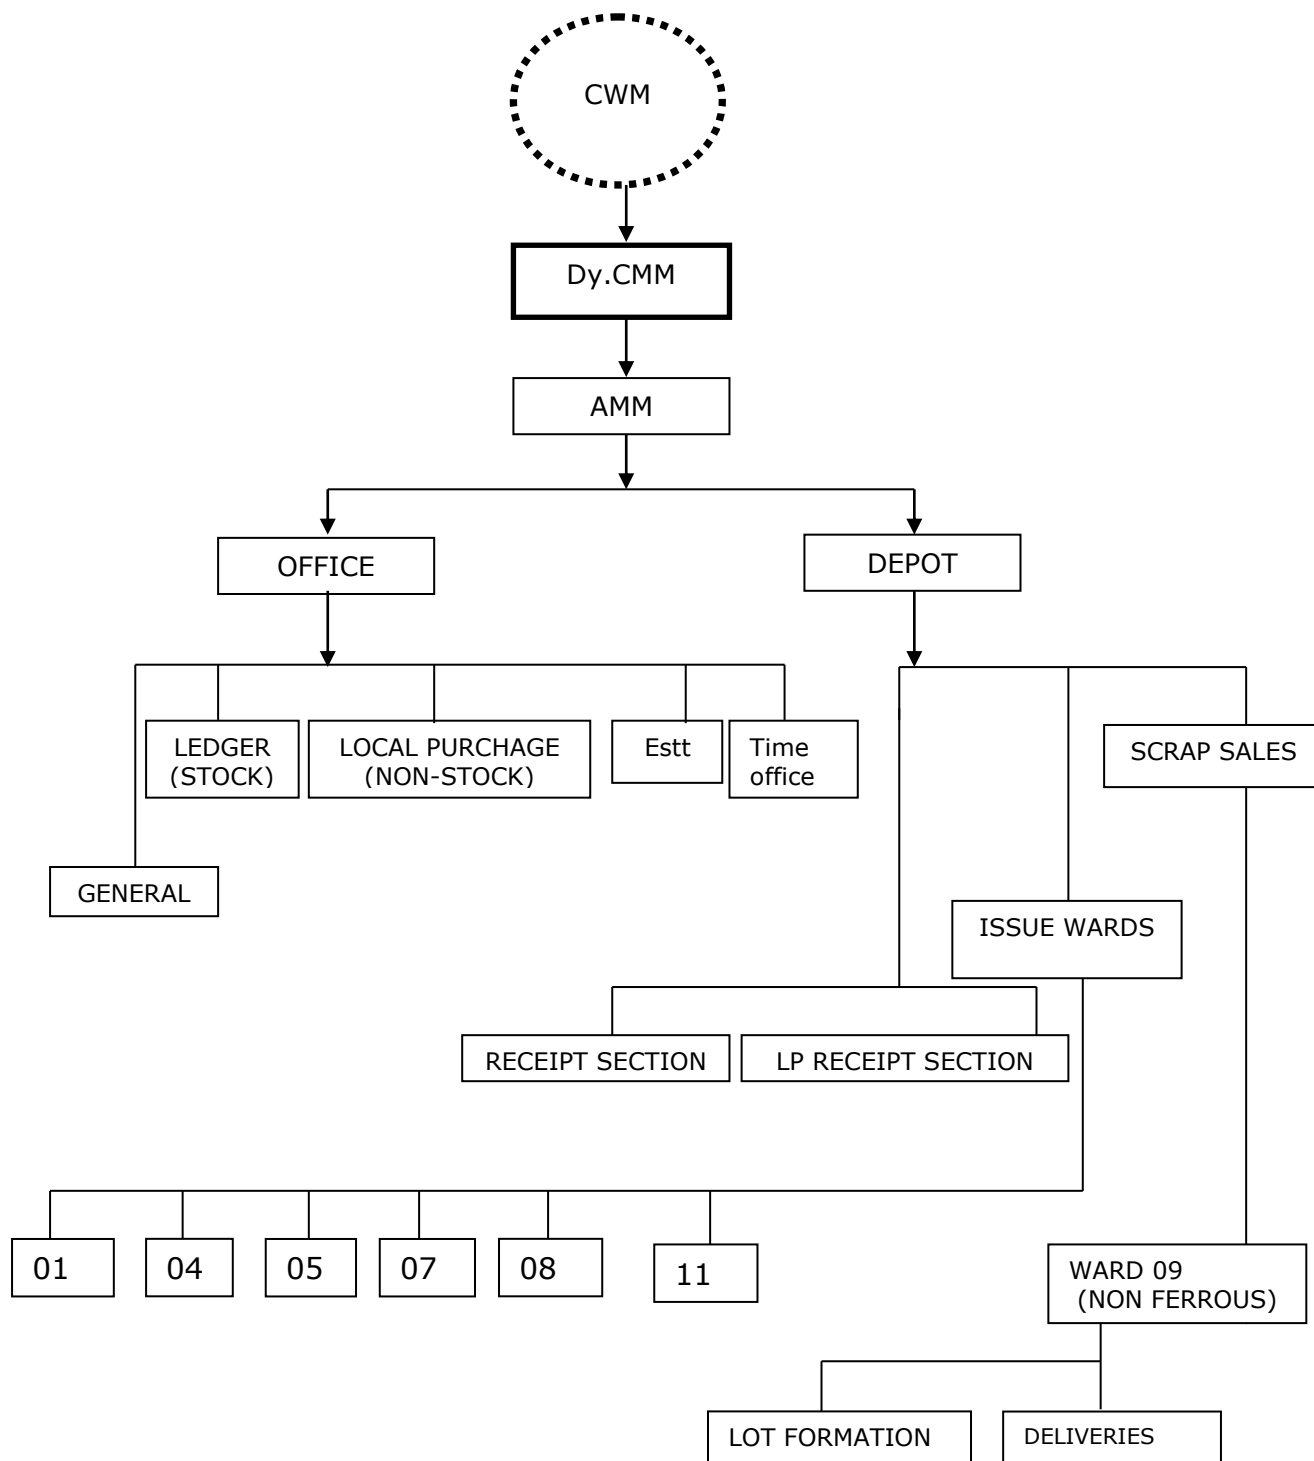 CWM
Dy.CMM
AMM
OFFICE
DEPOT
LEDGER
(STOCK)
LOCAL PURCHAGE
(NON-STOCK)
Estt
Time
office
SCRAP SALES
GENERAL
ISSUE WARDS
RECEIPT SECTION
LP RECEIPT SECTION
01
04
05
07
08
11
WARD 09
(NON FERROUS)
LOT FORMATION
DELIVERIES